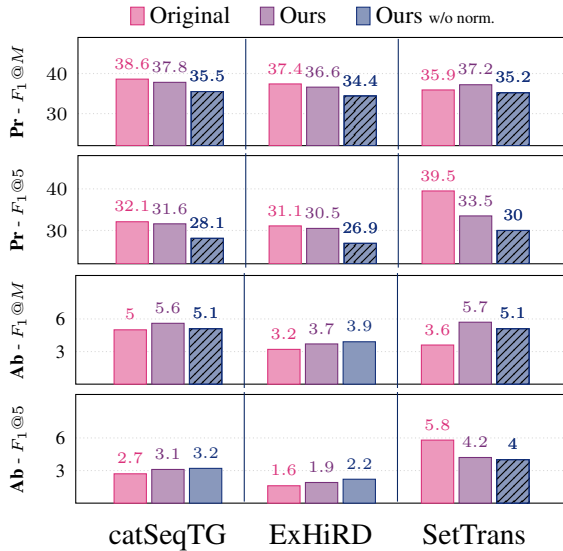 Original Ours Ours w/o norm.
Pr - F1@M
40
30
38.6 37.8 35.5 37.4 36.6 34.4 35.9 37.2 35.2
Pr - F1@5
40
30
32.1 31.6 28.1 31.1 30.5 26.9 39.5 33.5 30
Ab - F1@M
6
3
5 5.6 5.1 3.2 3.7 3.9 3.6 5.7 5.1
Ab - F1@5
6
3
2.7 3.1 3.2 1.6 1.9 2.2 5.8 4.2 4
catSeqTG ExHiRD SetTrans